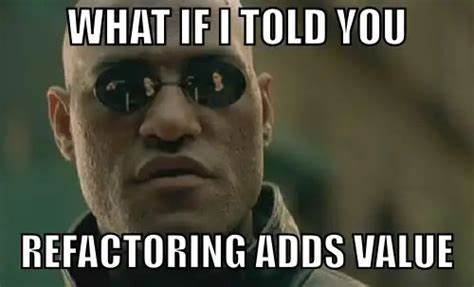 WHAT IF I TOLD YOU
REFACTORING ADDS VALUE